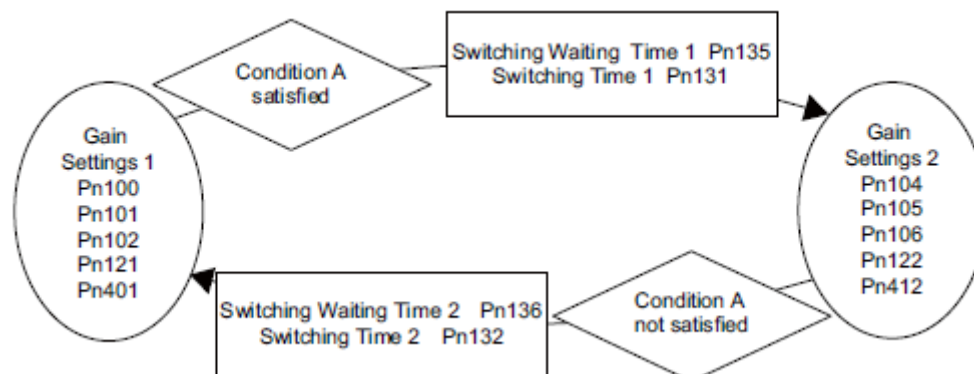 Condition A
satisfied
Switching Waiting Time 1 Pn135
Switching Time 1 Pn131
Gain
Settings 1
Pn100
Pn101
Pn102
Pn121
Pn401
Gain
Settings 2
Pn104
Pn105
Pn106
Pn122
Pn412
Switching Waiting Time 2 Pn136
Switching Time 2 Pn132
Condition A
not satisfied